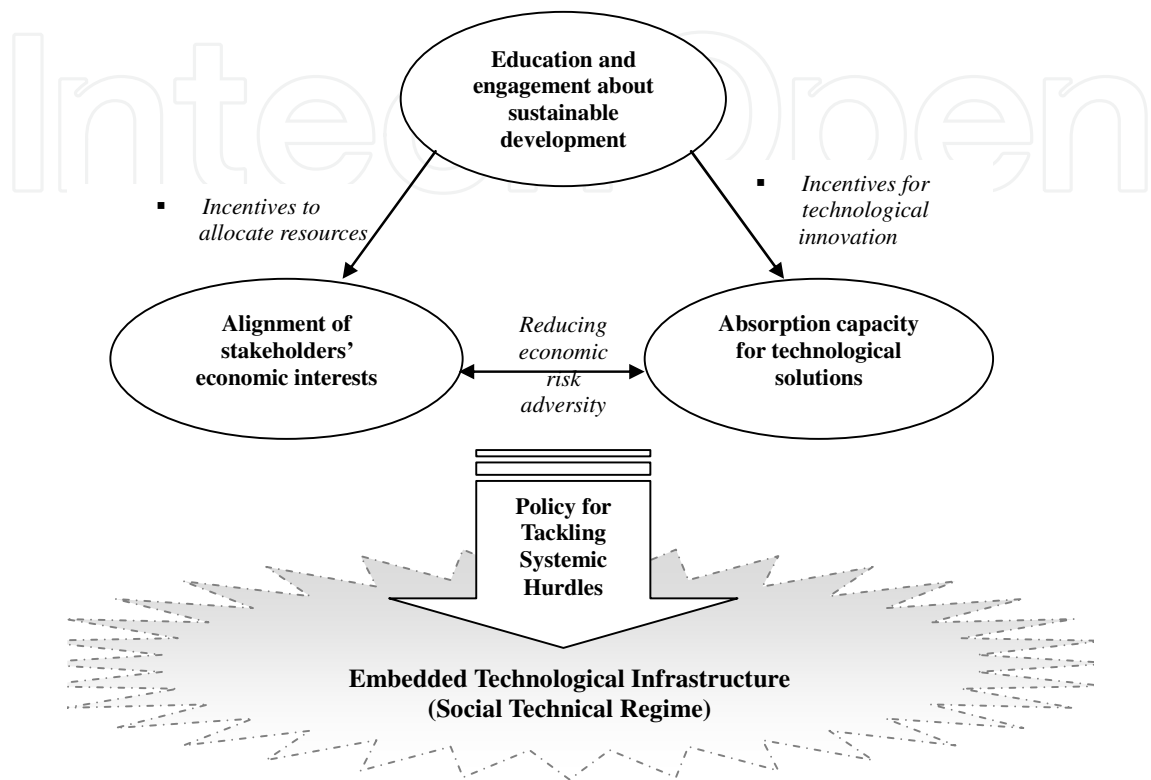 IntechOpen
Education and
engagement about
sustainable
development
▪ Incentives to
allocate resources
▪ Incentives for
technological
innovation
Alignment of
stakeholders’
economic interests
Reducing
economic
risk
adversity
Absorption capacity
for technological
solutions
Policy for
Tackling
Systemic
Hurdles
Embedded Technological Infrastructure
(Social Technical Regime)